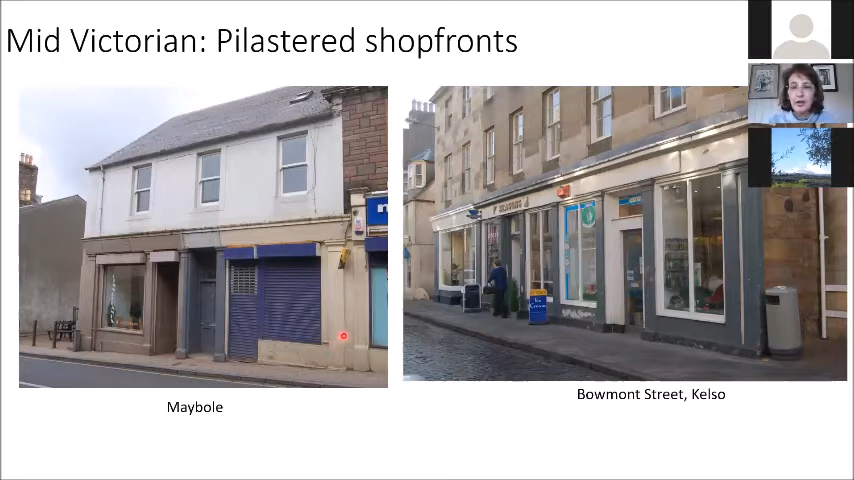 Mid Victorian: Pilastered shopfronts
Maybole
Bowmont Street, Kelso